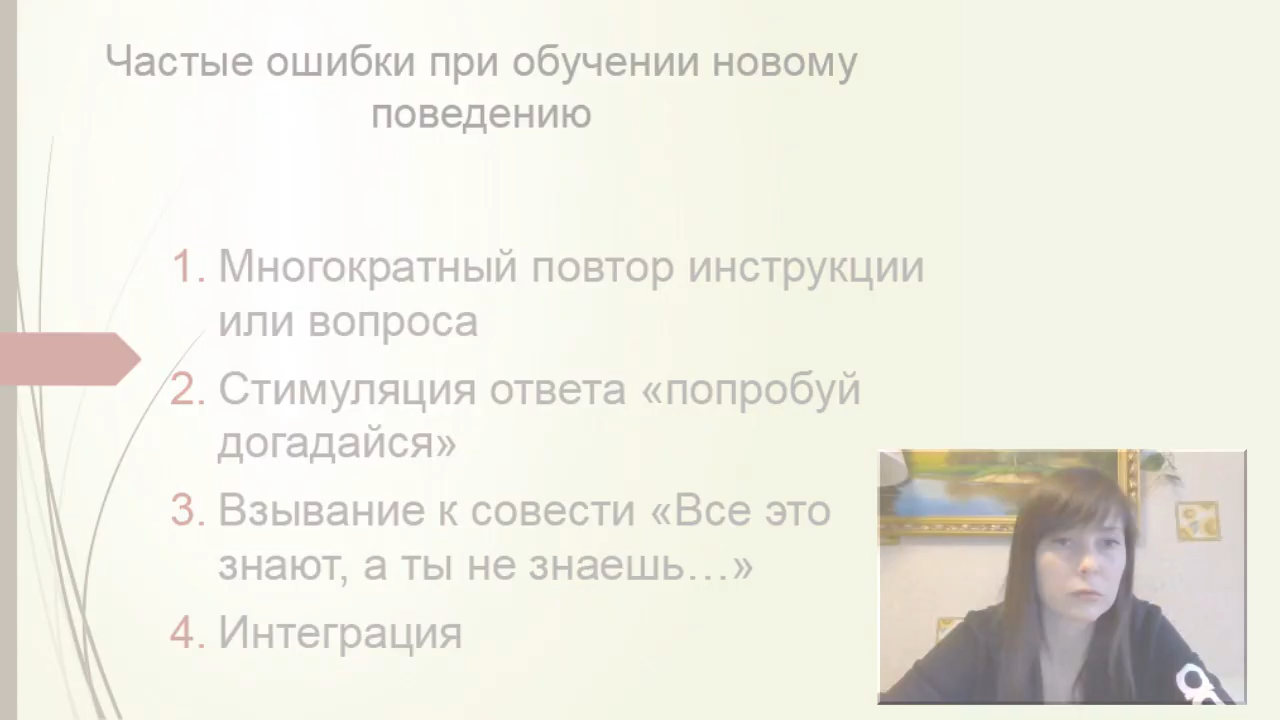 Частые ошибки при обучении новому
поведению
1. Многократный повтор инструкции
или вопроса
2. Стимуляция ответа «попробуй
догадайся»
3. Взывание к совести «Все это
знают, а ты не знаешь…»
4. Интеграция